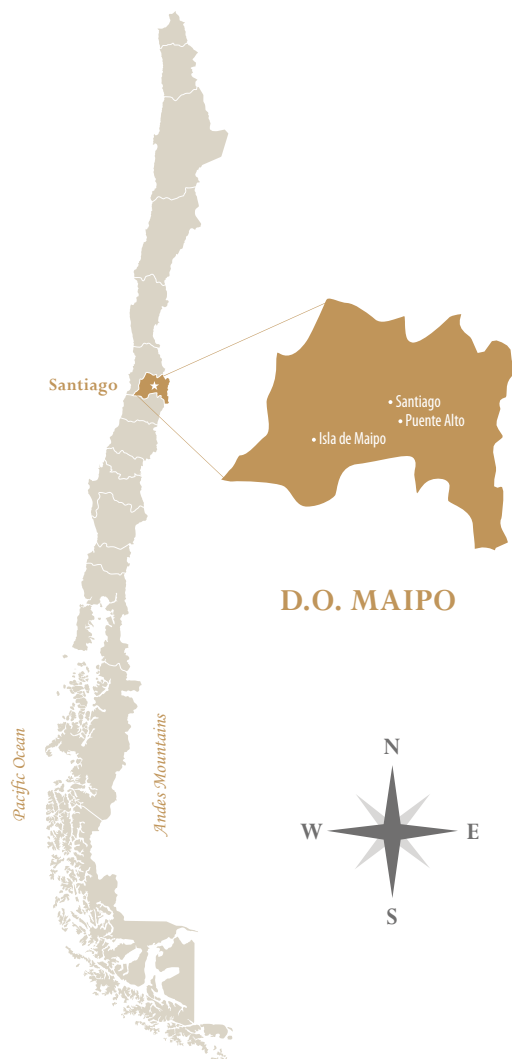 Santiago
• Santiago
• Puente Alto
• Isla de Maipo
D.O. MAIPO
Pacific Ocean
Andes Mountains
N
W
E
S